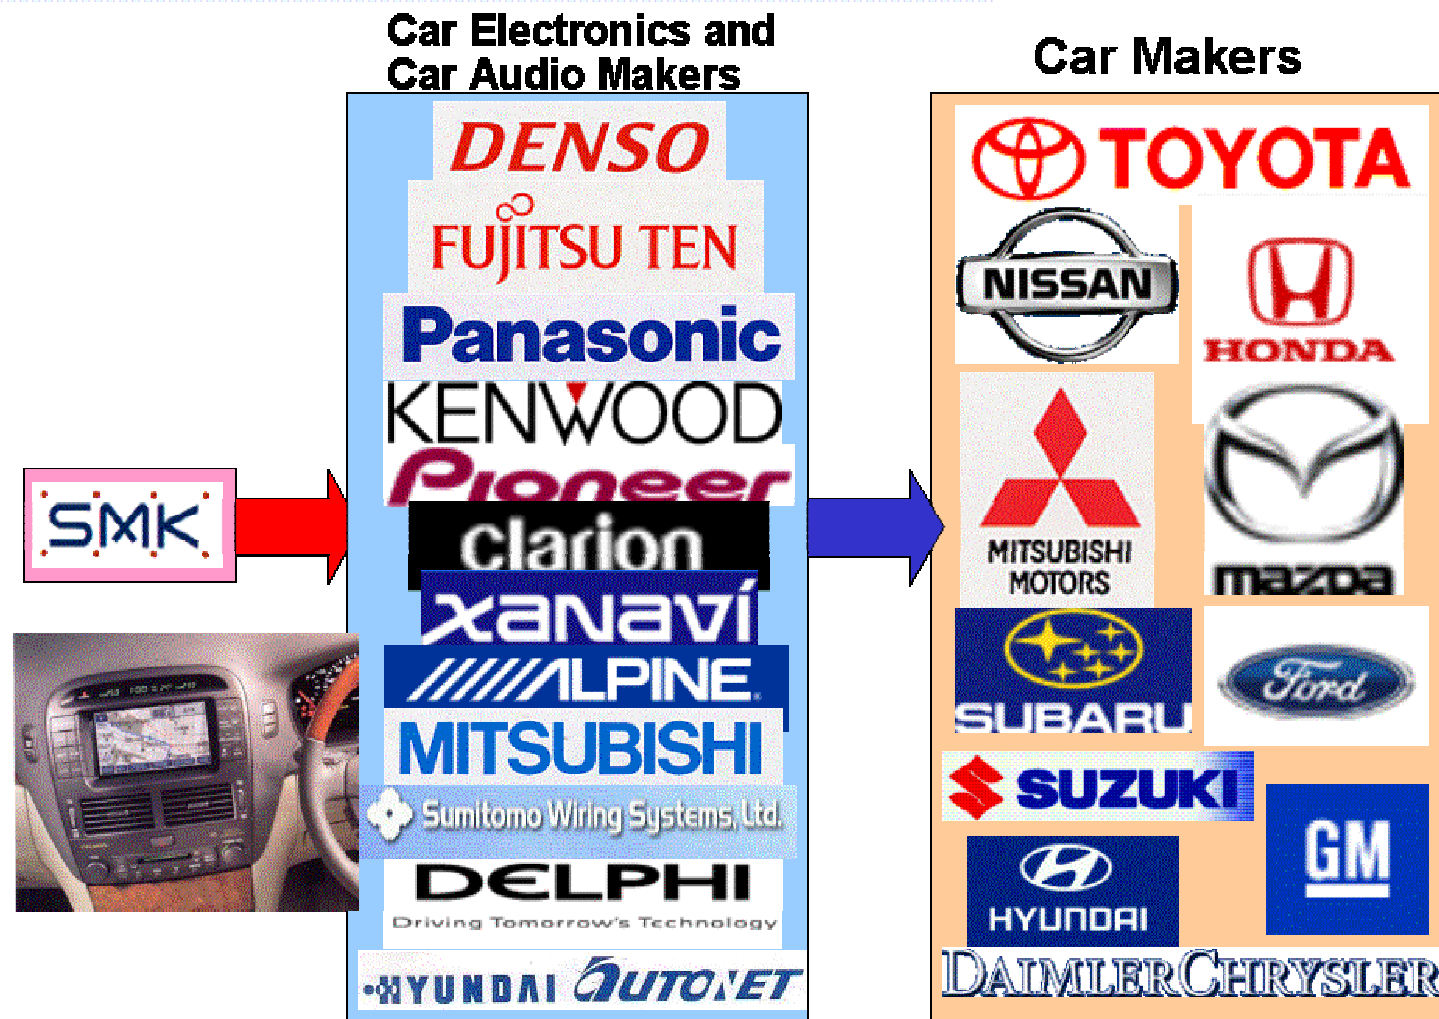 Car Electronics and
Car Audio Makers
Car Makers
DENSO
FUJITSU TEN
Panasonic
KENWOOD
Pioneer
clarion
xanavi
ALPINE
MITSUBISHI
Sumitomo Wiring Systems, Ltd.
DELPHI
Driving Tomorrow's Technology
HYUNDAI AUTONET
SMK
TOYOTA
NISSAN
HONDA
MITSUBISHI
MOTORS
mazda
SUBARU
Ford
SUZUKI
GM
HYUNDAI
DAIMLERCHRYSLER